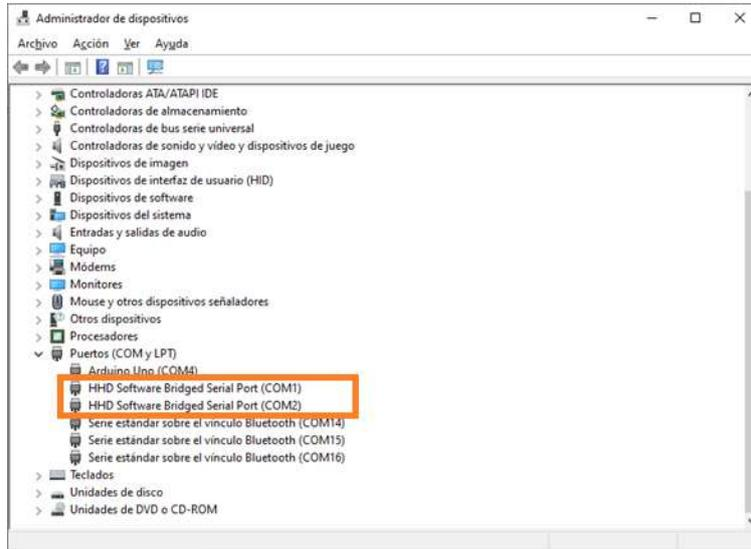 Administrador de dispositivos
Archivo Acción Ver Ayuda
Controladoras ATA/ATAPI IDE
Controladoras de almacenamiento
Controladoras de bus serie universal
Controladoras de sonido y vídeo y dispositivos de juego
Dispositivos de imagen
Dispositivos de interfaz de usuario (HID)
Dispositivos de software
Dispositivos del sistema
Entradas y salidas de audio
Equipo
Módems
Monitores
Mouse y otros dispositivos señaladores
Otros dispositivos
Procesadores
Puertos (COM y LPT)
Arduino Uno (COM4)
HHD Software Bridged Serial Port (COM1)
HHD Software Bridged Serial Port (COM2)
Serie estándar sobre el vínculo Bluetooth (COM14)
Serie estándar sobre el vínculo Bluetooth (COM15)
Serie estándar sobre el vínculo Bluetooth (COM16)
Teclados
Unidades de disco
Unidades de DVD o CD-ROM